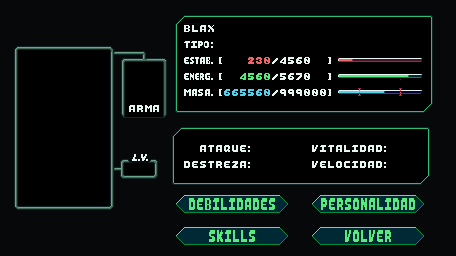 BLAX
TIPO:
ESTAB. [ 230/4560 ]
ENERG. [ 4560/5670 ]
MASA. [665560/999000]
ARMA
L.V.
ATAQUE: VITALIDAD:
DESTREZA: VELOCIDAD:
DEBILIDADES PERSONALIDAD
SKILLS VOLVER